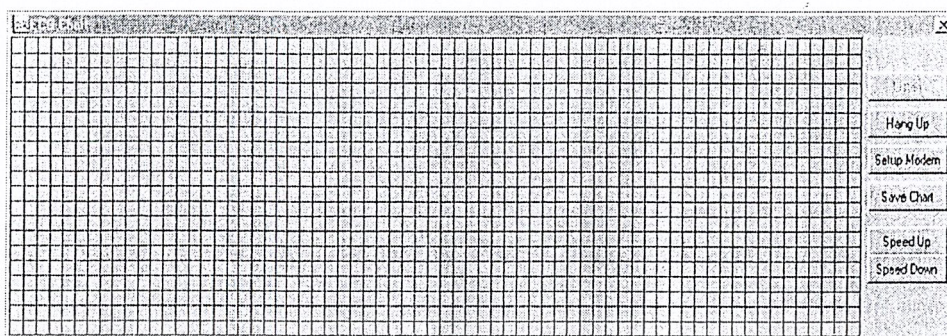 Hang Up
Setup Modem
Save Chart
Speed Up
Speed Down